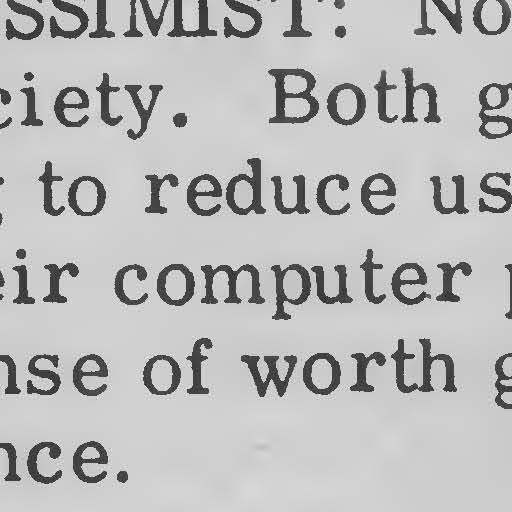 SSIMIST: No
ciety. Both g
to reduce us
eir computer p
nse of worth g
nce.